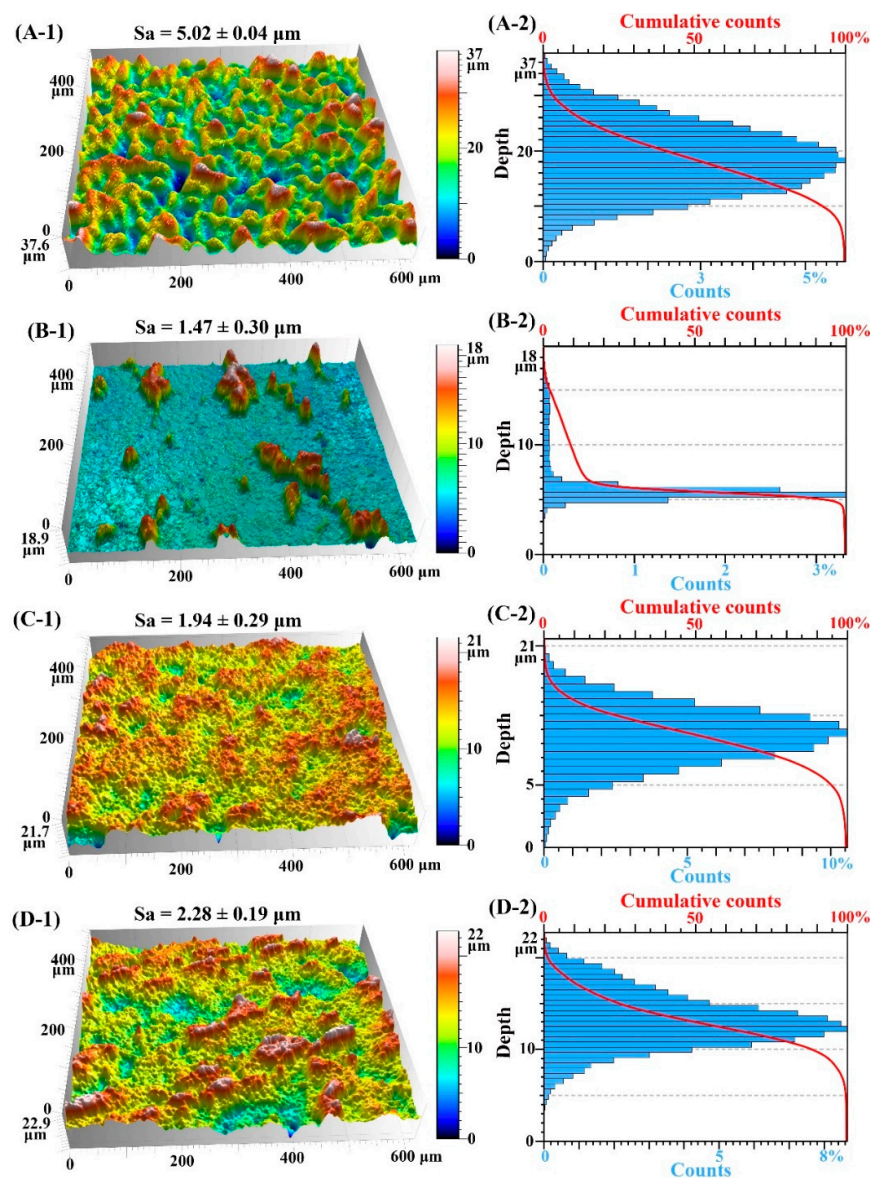 (A-1)
Sa = 5.02 ± 0.04 µm
400
µm
200
0
37.6
µm
0
200
400
600 µm
37
µm
20
10
0
(A-2)
Cumulative counts
0
50
100%
37
µm
20
0
Depth
0
3
5%
Counts
(B-1)
Sa = 1.47 ± 0.30 µm
400
µm
200
0
18.9
µm
0
200
400
600 µm
18
µm
10
0
(B-2)
Cumulative counts
0
50
100%
18
µm
10
0
Depth
0
1
2
3%
Counts
(C-1)
Sa = 1.94 ± 0.29 µm
400
µm
200
0
21.7
µm
0
200
400
600 µm
21
µm
10
0
(C-2)
Cumulative counts
0
50
100%
21
µm
5
0
Depth
0
5
10%
Counts
(D-1)
Sa = 2.28 ± 0.19 µm
400
µm
200
0
22.9
µm
0
200
400
600 µm
22
µm
10
0
(D-2)
Cumulative counts
0
50
100%
22
µm
10
0
Depth
0
5
8%
Counts